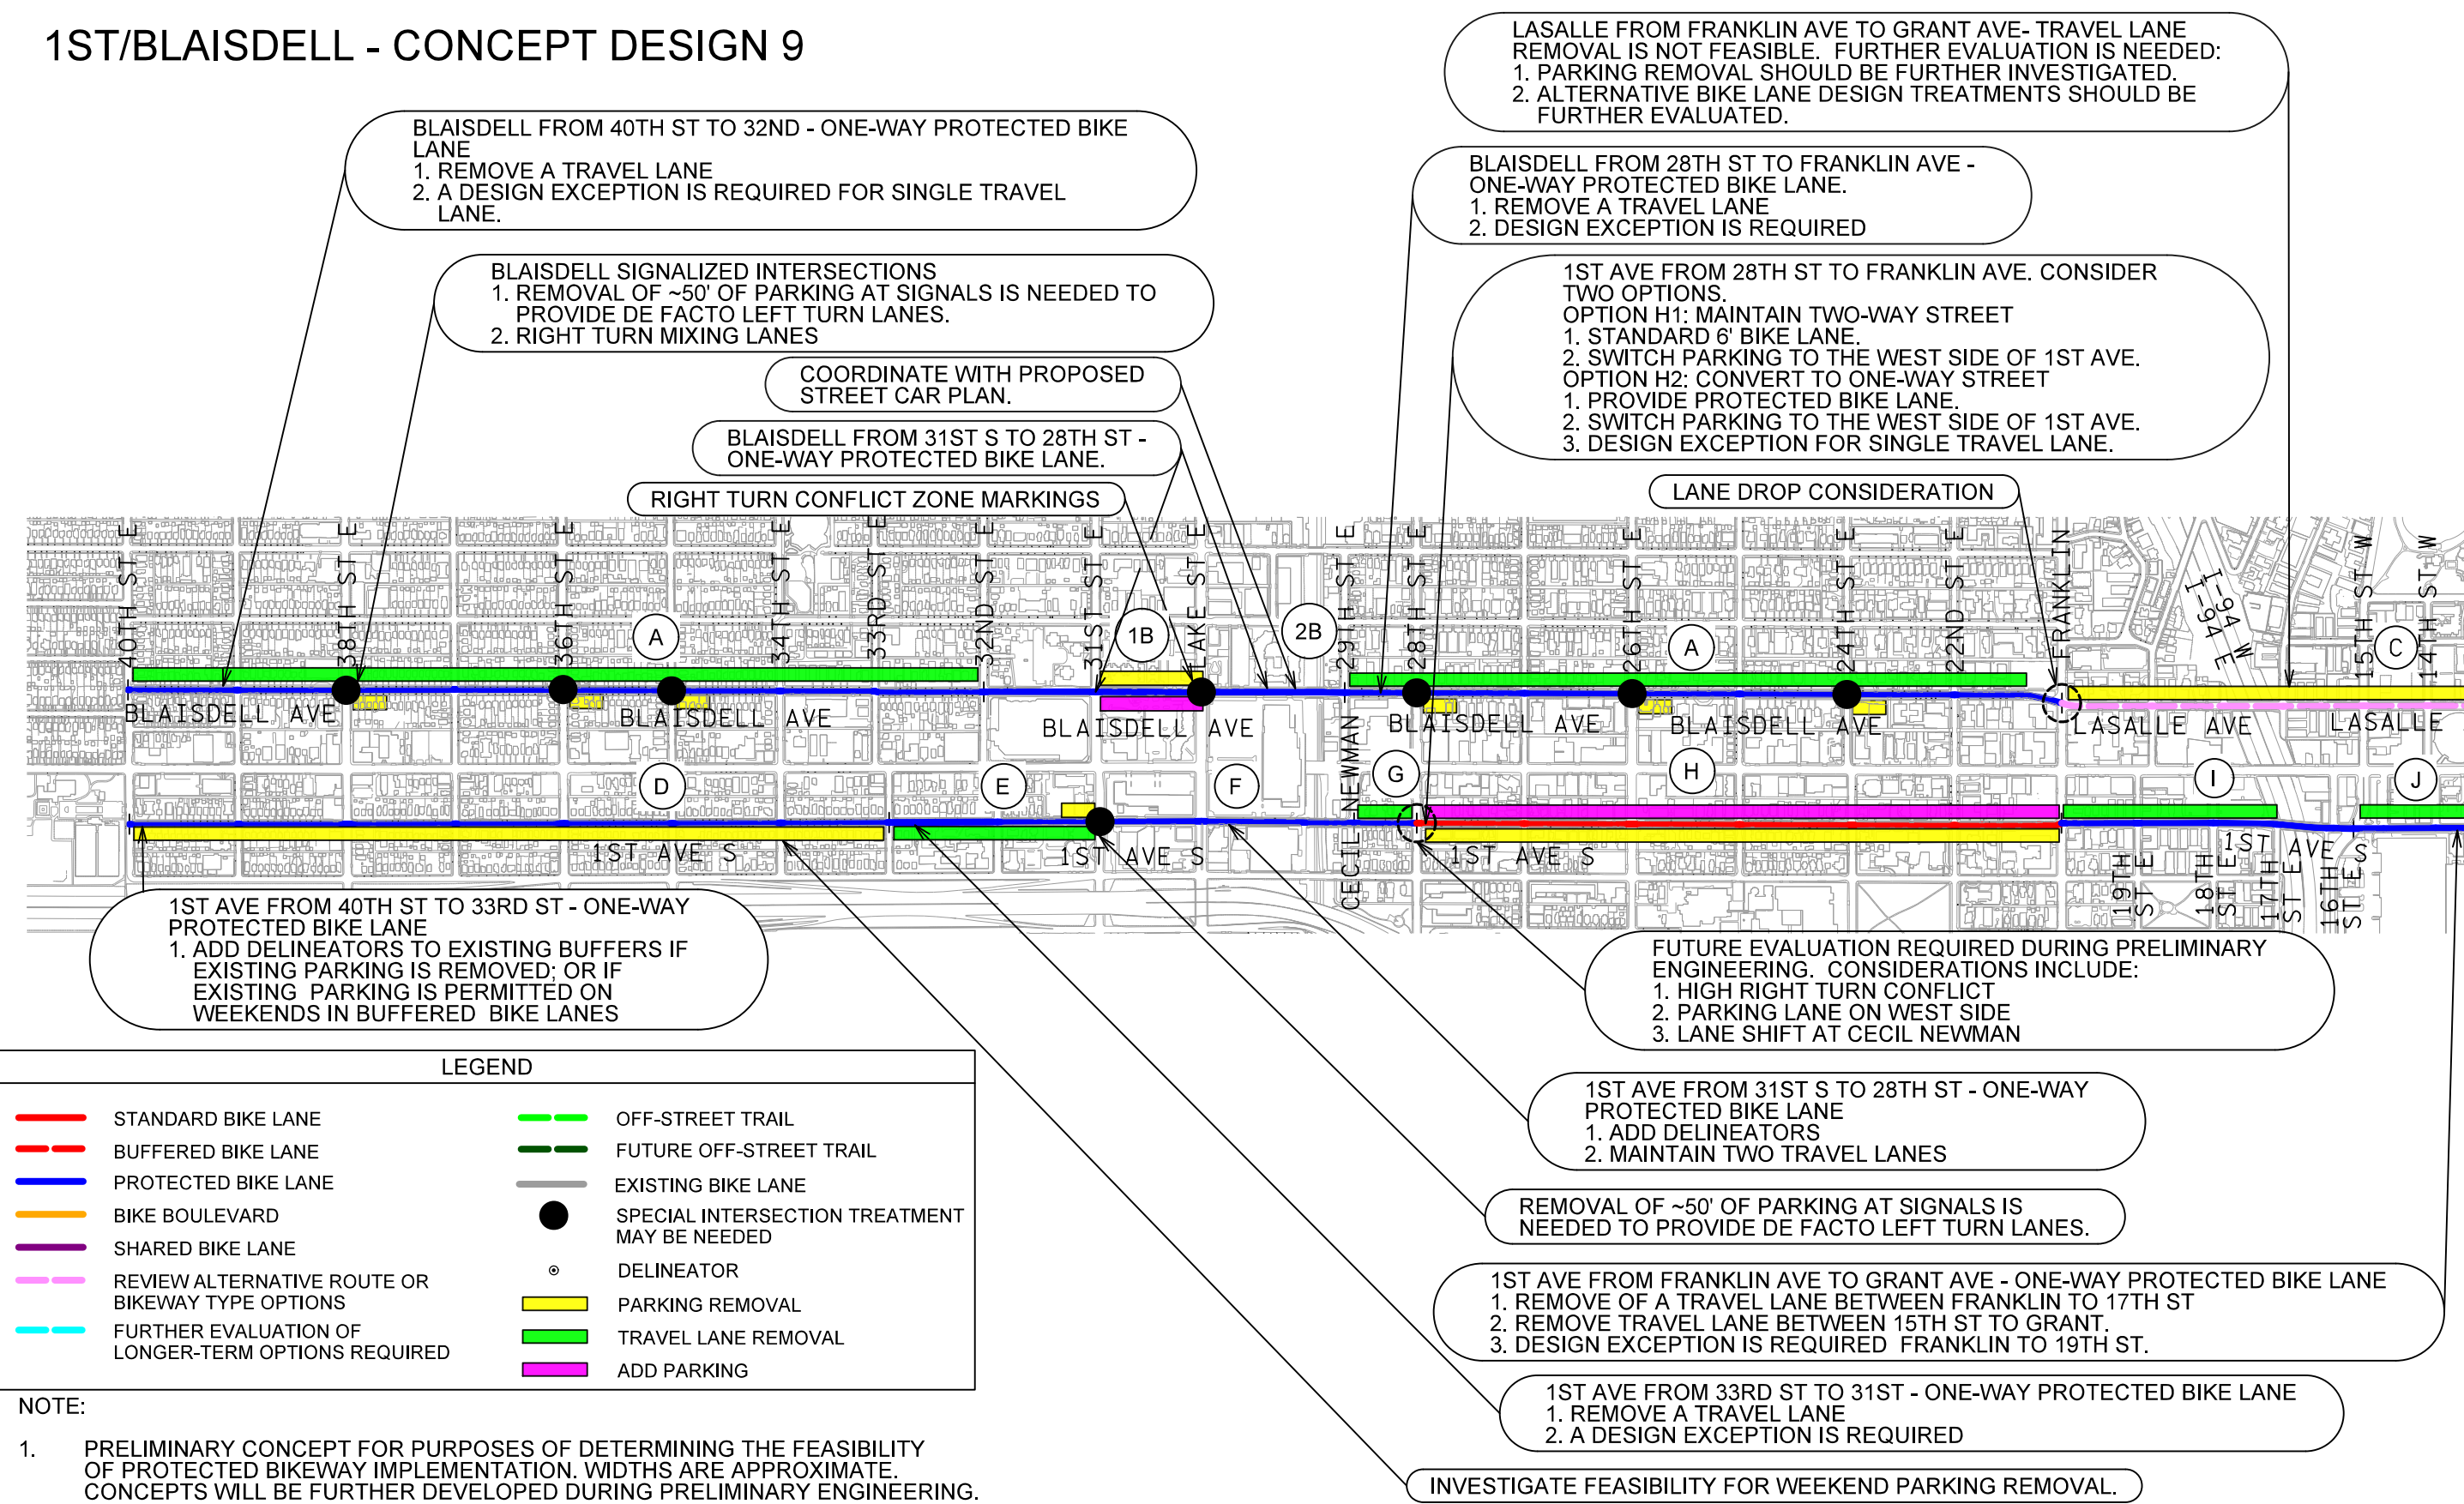 1ST/BLAISDELL - CONCEPT DESIGN 9
LASALLE FROM FRANKLIN AVE TO GRANT AVE- TRAVEL LANE
REMOVAL IS NOT FEASIBLE.  FURTHER EVALUATION IS NEEDED:
1. PARKING REMOVAL SHOULD BE FURTHER INVESTIGATED.
2. ALTERNATIVE BIKE LANE DESIGN TREATMENTS SHOULD BE
FURTHER EVALUATED.
BLAISDELL FROM 40TH ST TO 32ND - ONE-WAY PROTECTED BIKE
LANE
1. REMOVE A TRAVEL LANE
2. A DESIGN EXCEPTION IS REQUIRED FOR SINGLE TRAVEL
LANE.
BLAISDELL FROM 28TH ST TO FRANKLIN AVE -
ONE-WAY PROTECTED BIKE LANE.
1. REMOVE A TRAVEL LANE
2. DESIGN EXCEPTION IS REQUIRED
BLAISDELL SIGNALIZED INTERSECTIONS
1. REMOVAL OF ~50' OF PARKING AT SIGNALS IS NEEDED TO
PROVIDE DE FACTO LEFT TURN LANES.
2. RIGHT TURN MIXING LANES
1ST AVE FROM 28TH ST TO FRANKLIN AVE. CONSIDER
TWO OPTIONS.
OPTION H1: MAINTAIN TWO-WAY STREET
1. STANDARD 6' BIKE LANE.
2. SWITCH PARKING TO THE WEST SIDE OF 1ST AVE.
OPTION H2: CONVERT TO ONE-WAY STREET
1. PROVIDE PROTECTED BIKE LANE.
2. SWITCH PARKING TO THE WEST SIDE OF 1ST AVE.
3. DESIGN EXCEPTION FOR SINGLE TRAVEL LANE.
COORDINATE WITH PROPOSED
STREET CAR PLAN.
BLAISDELL FROM 31ST S TO 28TH ST -
ONE-WAY PROTECTED BIKE LANE.
RIGHT TURN CONFLICT ZONE MARKINGS
LANE DROP CONSIDERATION
40TH ST E
38TH ST E
36TH ST E
34TH ST E
33RD ST E
32ND ST E
31ST ST E
LAKE ST E
29TH ST E
28TH ST E
26TH ST E
24TH ST E
22ND ST E
FRANKLIN
I-94 W
I-94 E
15TH ST W
14TH ST W
A
1B
2B
A
C
BLAISDELL AVE
BLAISDELL AVE
BLAISDELL AVE
BLAISDELL AVE
BLAISDELL AVE
LASALLE AVE
LASALLE
CECIL NEWMAN
D
E
F
G
H
I
J
1ST AVE S
1ST AVE S
1ST AVE S
1ST AVE S
19TH ST E
18TH ST E
17TH ST E
16TH ST E
1ST AVE FROM 40TH ST TO 33RD ST - ONE-WAY
PROTECTED BIKE LANE
1. ADD DELINEATORS TO EXISTING BUFFERS IF
EXISTING PARKING IS REMOVED; OR IF
EXISTING  PARKING IS PERMITTED ON
WEEKENDS IN BUFFERED  BIKE LANES
FUTURE EVALUATION REQUIRED DURING PRELIMINARY
ENGINEERING.  CONSIDERATIONS INCLUDE:
1. HIGH RIGHT TURN CONFLICT
2. PARKING LANE ON WEST SIDE
3. LANE SHIFT AT CECIL NEWMAN
1ST AVE FROM 31ST S TO 28TH ST - ONE-WAY
PROTECTED BIKE LANE
1. ADD DELINEATORS
2. MAINTAIN TWO TRAVEL LANES
REMOVAL OF ~50' OF PARKING AT SIGNALS IS
NEEDED TO PROVIDE DE FACTO LEFT TURN LANES.
1ST AVE FROM FRANKLIN AVE TO GRANT AVE - ONE-WAY PROTECTED BIKE LANE
1. REMOVE OF A TRAVEL LANE BETWEEN FRANKLIN TO 17TH ST
2. REMOVE TRAVEL LANE BETWEEN 15TH ST TO GRANT.
3. DESIGN EXCEPTION IS REQUIRED  FRANKLIN TO 19TH ST.
1ST AVE FROM 33RD ST TO 31ST - ONE-WAY PROTECTED BIKE LANE
1. REMOVE A TRAVEL LANE
2. A DESIGN EXCEPTION IS REQUIRED
INVESTIGATE FEASIBILITY FOR WEEKEND PARKING REMOVAL.
LEGEND
STANDARD BIKE LANE
BUFFERED BIKE LANE
PROTECTED BIKE LANE
BIKE BOULEVARD
SHARED BIKE LANE
REVIEW ALTERNATIVE ROUTE OR
BIKEWAY TYPE OPTIONS
FURTHER EVALUATION OF
LONGER-TERM OPTIONS REQUIRED
OFF-STREET TRAIL
FUTURE OFF-STREET TRAIL
EXISTING BIKE LANE
SPECIAL INTERSECTION TREATMENT
MAY BE NEEDED
DELINEATOR
PARKING REMOVAL
TRAVEL LANE REMOVAL
ADD PARKING
NOTE:
1. PRELIMINARY CONCEPT FOR PURPOSES OF DETERMINING THE FEASIBILITY
OF PROTECTED BIKEWAY IMPLEMENTATION. WIDTHS ARE APPROXIMATE.
CONCEPTS WILL BE FURTHER DEVELOPED DURING PRELIMINARY ENGINEERING.